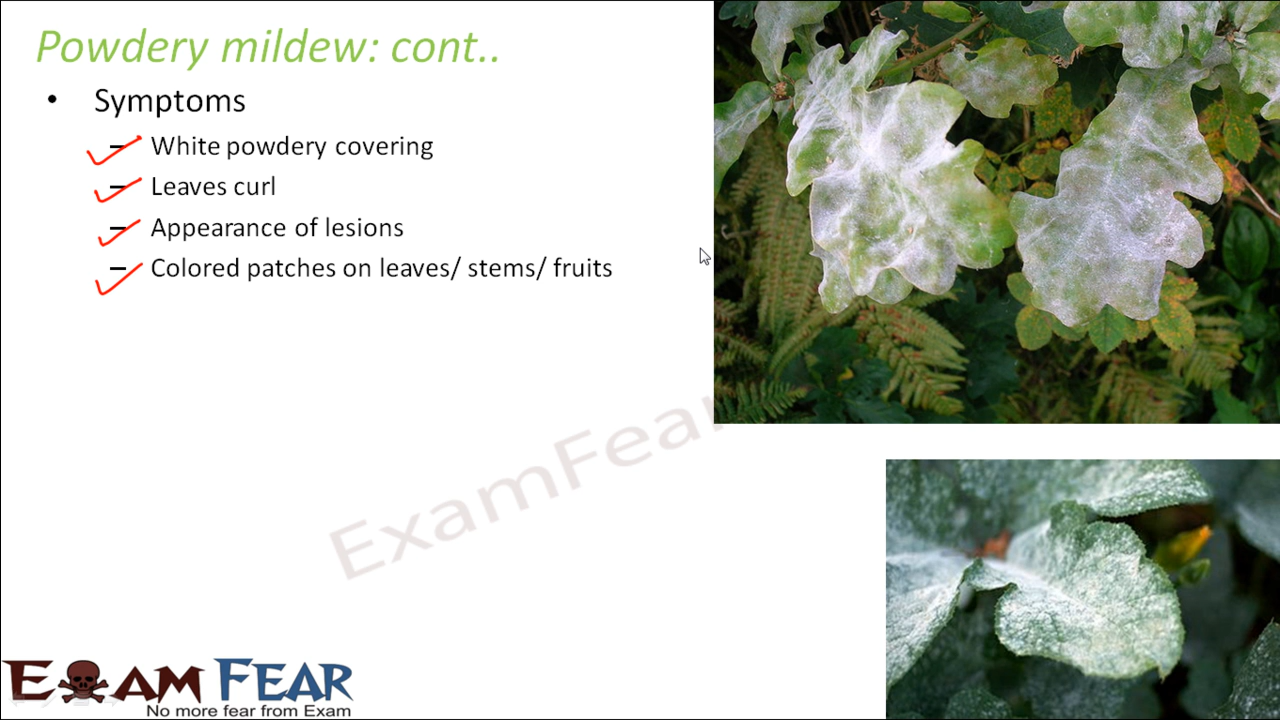 Powdery mildew: cont..
• Symptoms
– White powdery covering
– Leaves curl
– Appearance of lesions
– Colored patches on leaves/ stems/ fruits
ExamFear
EXAM FEAR
No more fear from Exam